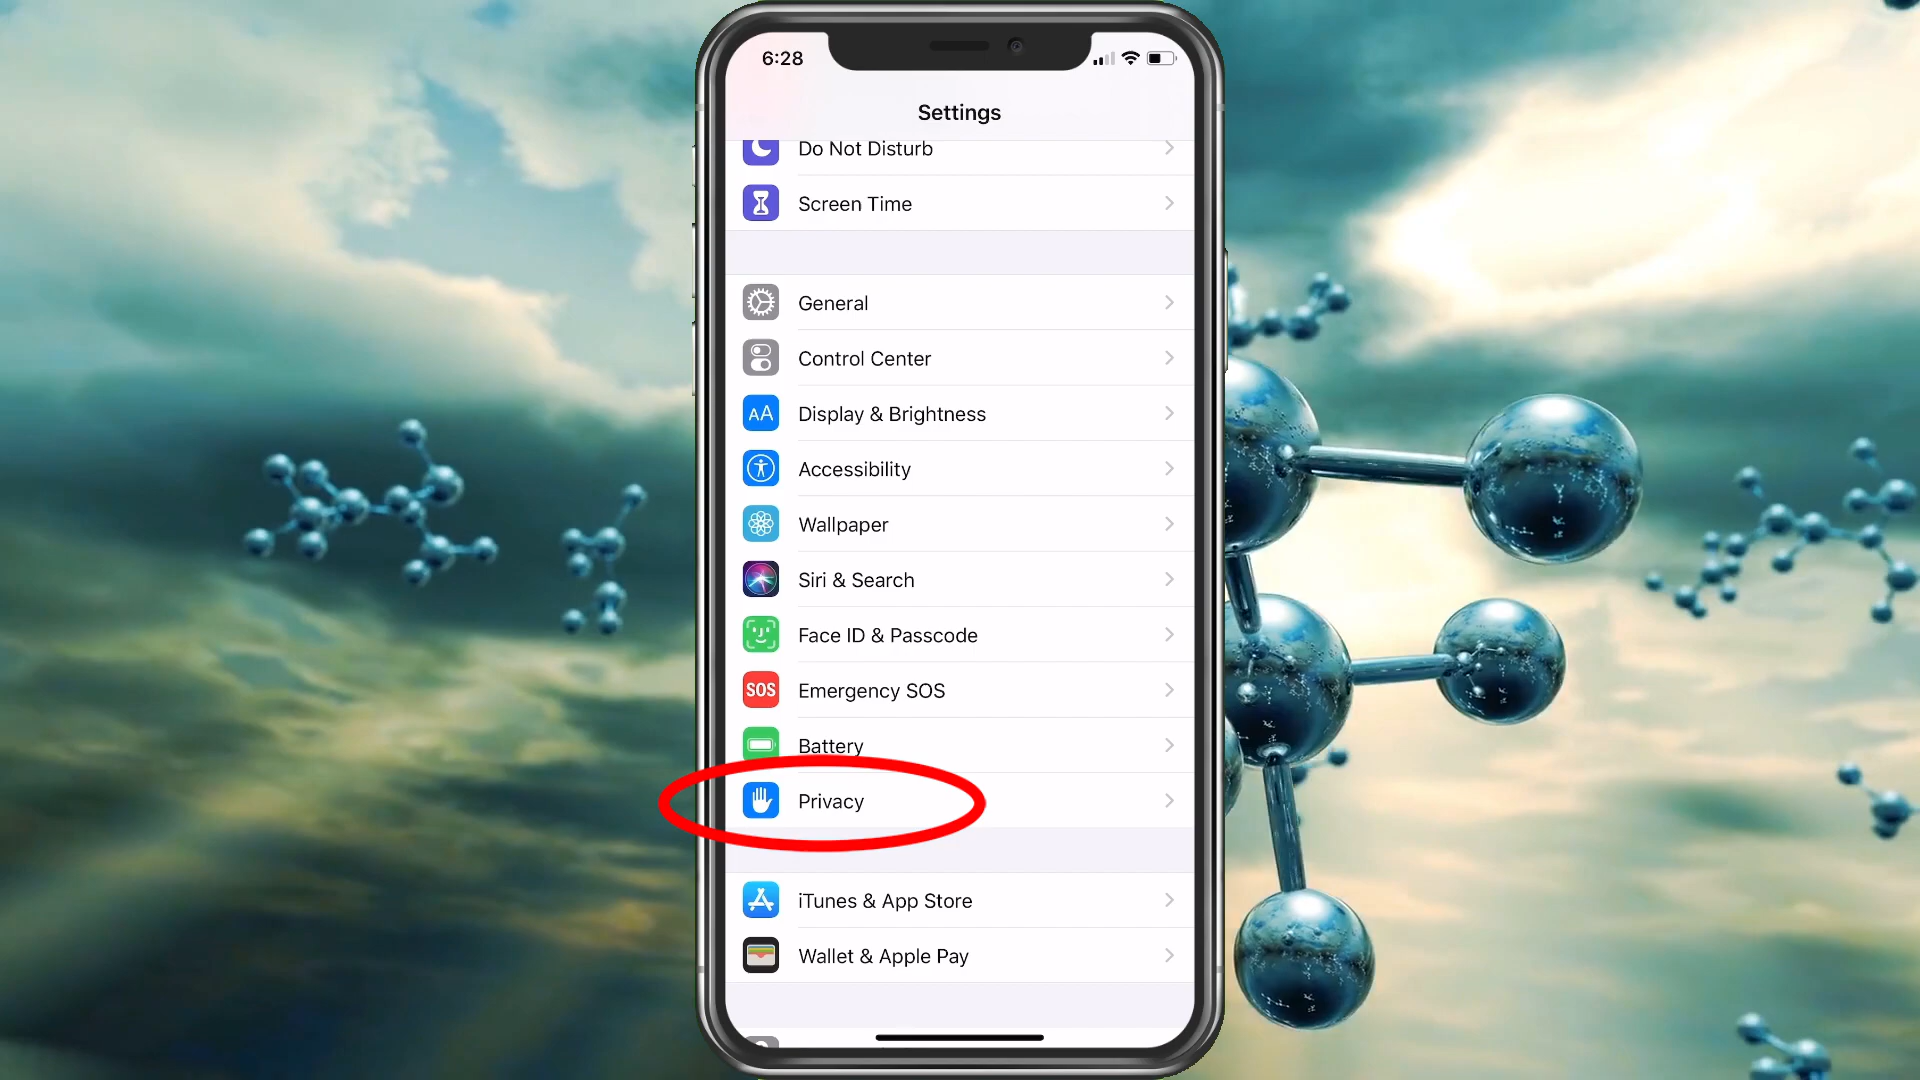 6:28
Settings
Do Not Disturb
Screen Time
General
Control Center
AA Display & Brightness
Accessibility
Wallpaper
Siri & Search
Face ID & Passcode
SOS Emergency SOS
Battery
Privacy
iTunes & App Store
Wallet & Apple Pay